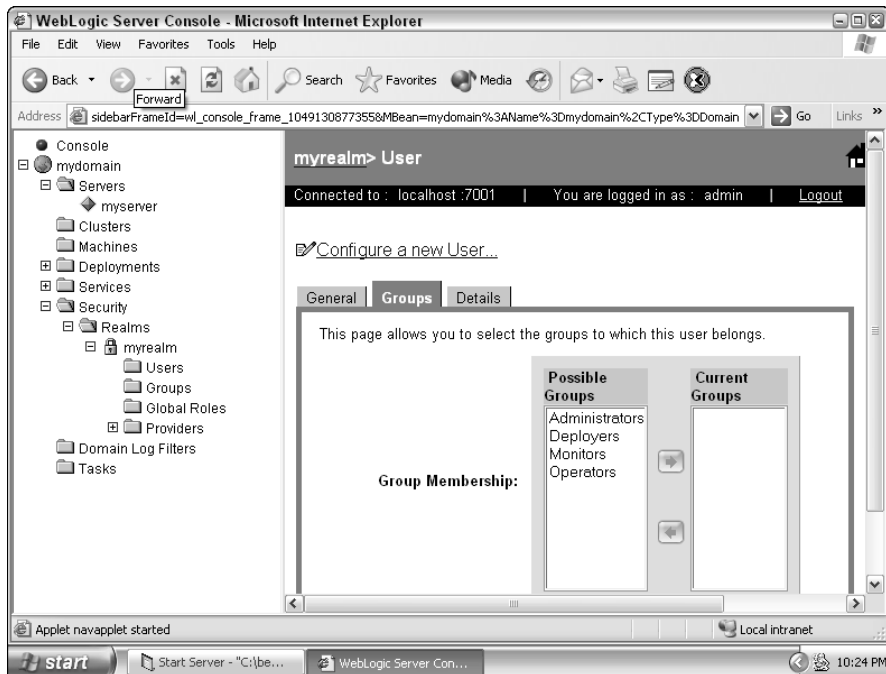 WebLogic Server Console - Microsoft Internet Explorer
File Edit View Favorites Tools Help
Back Search Favorites Media
Forward
Address sidebarFrameId=wl_console_frame_1049130877355&MBean=mydomain%3AName%3Dmydomain%2CType%3DDomain Go Links »
Console
mydomain
Servers
myserver
Clusters
Machines
Deployments
Services
Security
Realms
myrealm
Users
Groups
Global Roles
Providers
Domain Log Filters
Tasks
myrealm> User
Connected to : localhost :7001 | You are logged in as : admin | Logout
Configure a new User...
General Groups Details
This page allows you to select the groups to which this user belongs.
Possible Groups
Current Groups
Administrators
Deployers
Monitors
Operators
Group Membership:
Applet navapplet started
Local intranet
start Start Server - "C:\be... WebLogic Server Con... 10:24 PM